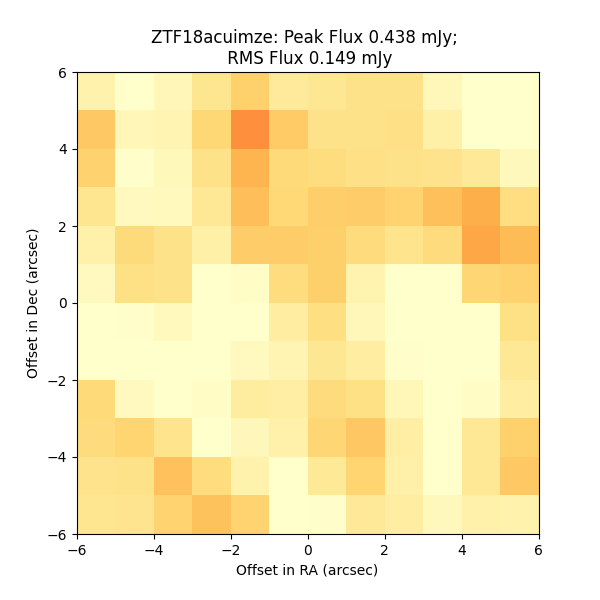 ZTF18acuimze: Peak Flux 0.438 mJy;
RMS Flux 0.149 mJy
6
4
2
0
−2
−4
−6
Offset in Dec (arcsec)
−6 −4 −2 0 2 4 6
Offset in RA (arcsec)